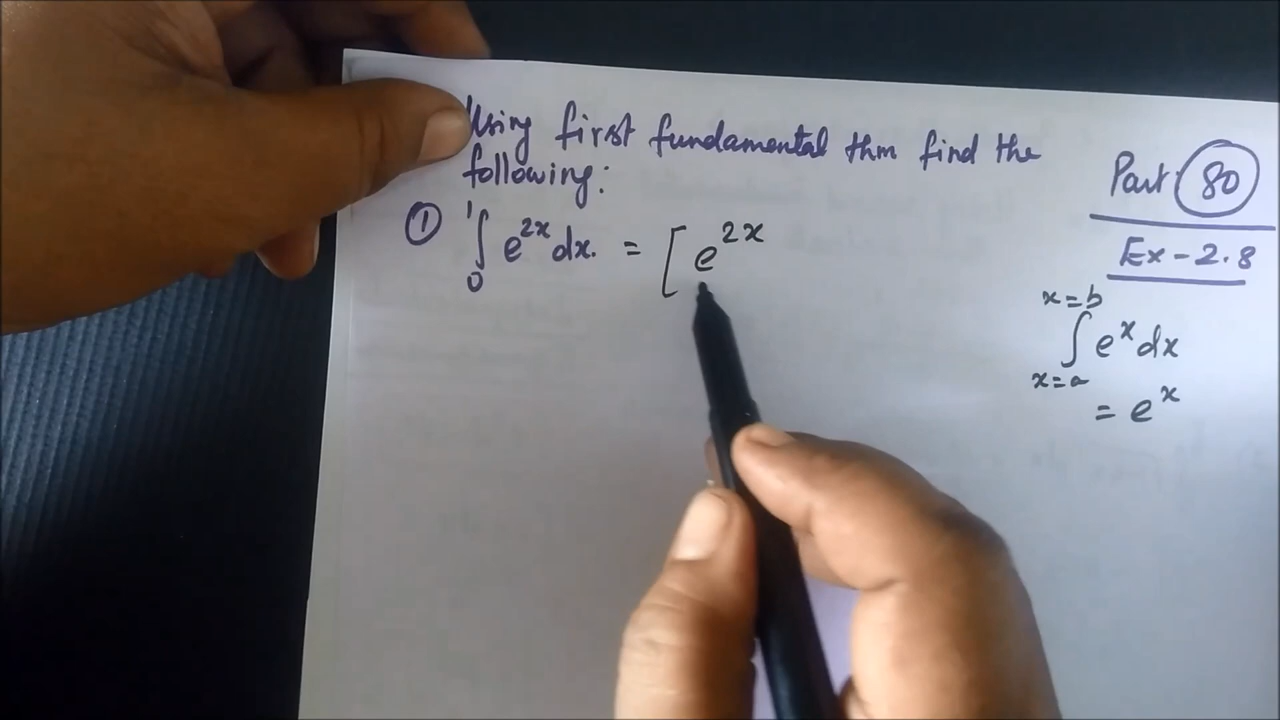 Using first fundamental thm find the
following:
① ∫₀¹ e^{2x} dx. = [ e^{2x}
Part 80
Ex-2.8
x=b
∫ e^x dx
x=a
= e^x